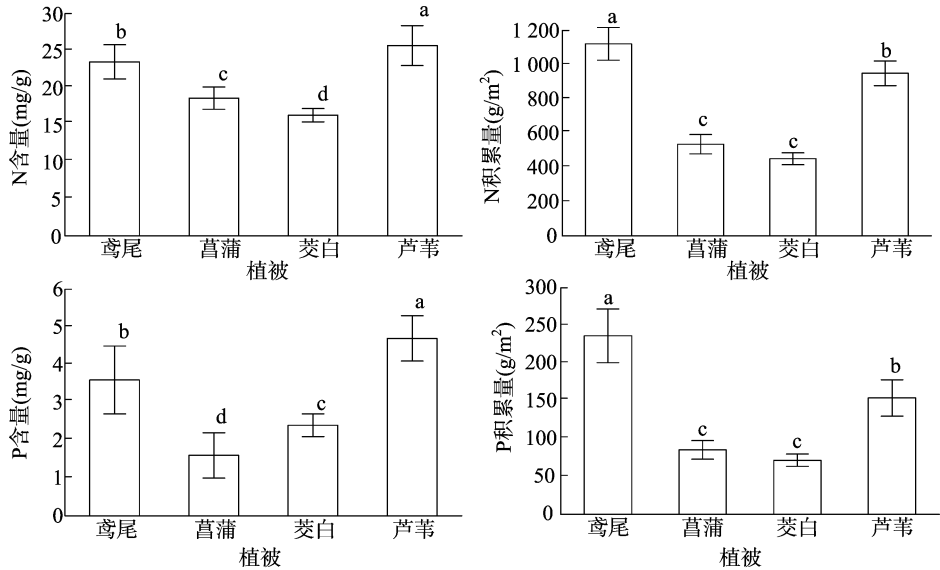 N含量(mg/g)
30
25
20
15
10
5
0
b
c
d
a
鸢尾
菖蒲
茭白
芦苇
植被
N积累量(g/m²)
1 200
1 000
800
600
400
200
0
a
c
c
b
鸢尾
菖蒲
茭白
芦苇
植被
P含量(mg/g)
6
5
4
3
2
1
0
b
d
c
a
鸢尾
菖蒲
茭白
芦苇
植被
P积累量(g/m²)
300
250
200
150
100
50
0
a
c
c
b
鸢尾
菖蒲
茭白
芦苇
植被